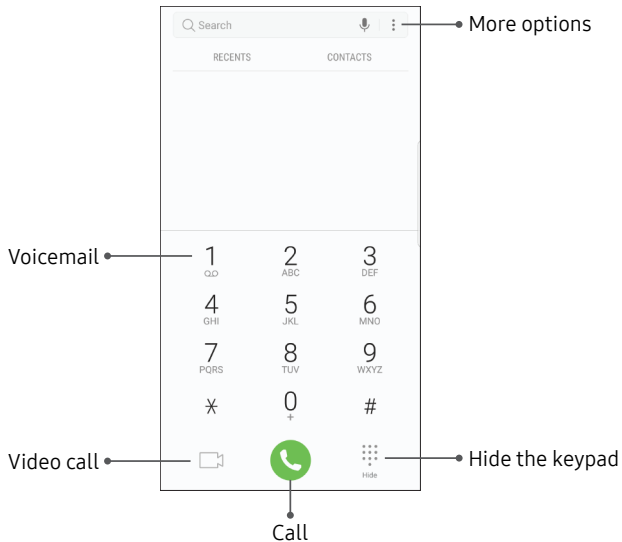 Search
More options
RECENTS CONTACTS
Voicemail
1 2 3
ABC DEF
4 5 6
GHI JKL MNO
7 8 9
PQRS TUV WXYZ
* 0 #
+
Video call
Hide the keypad
Hide
Call